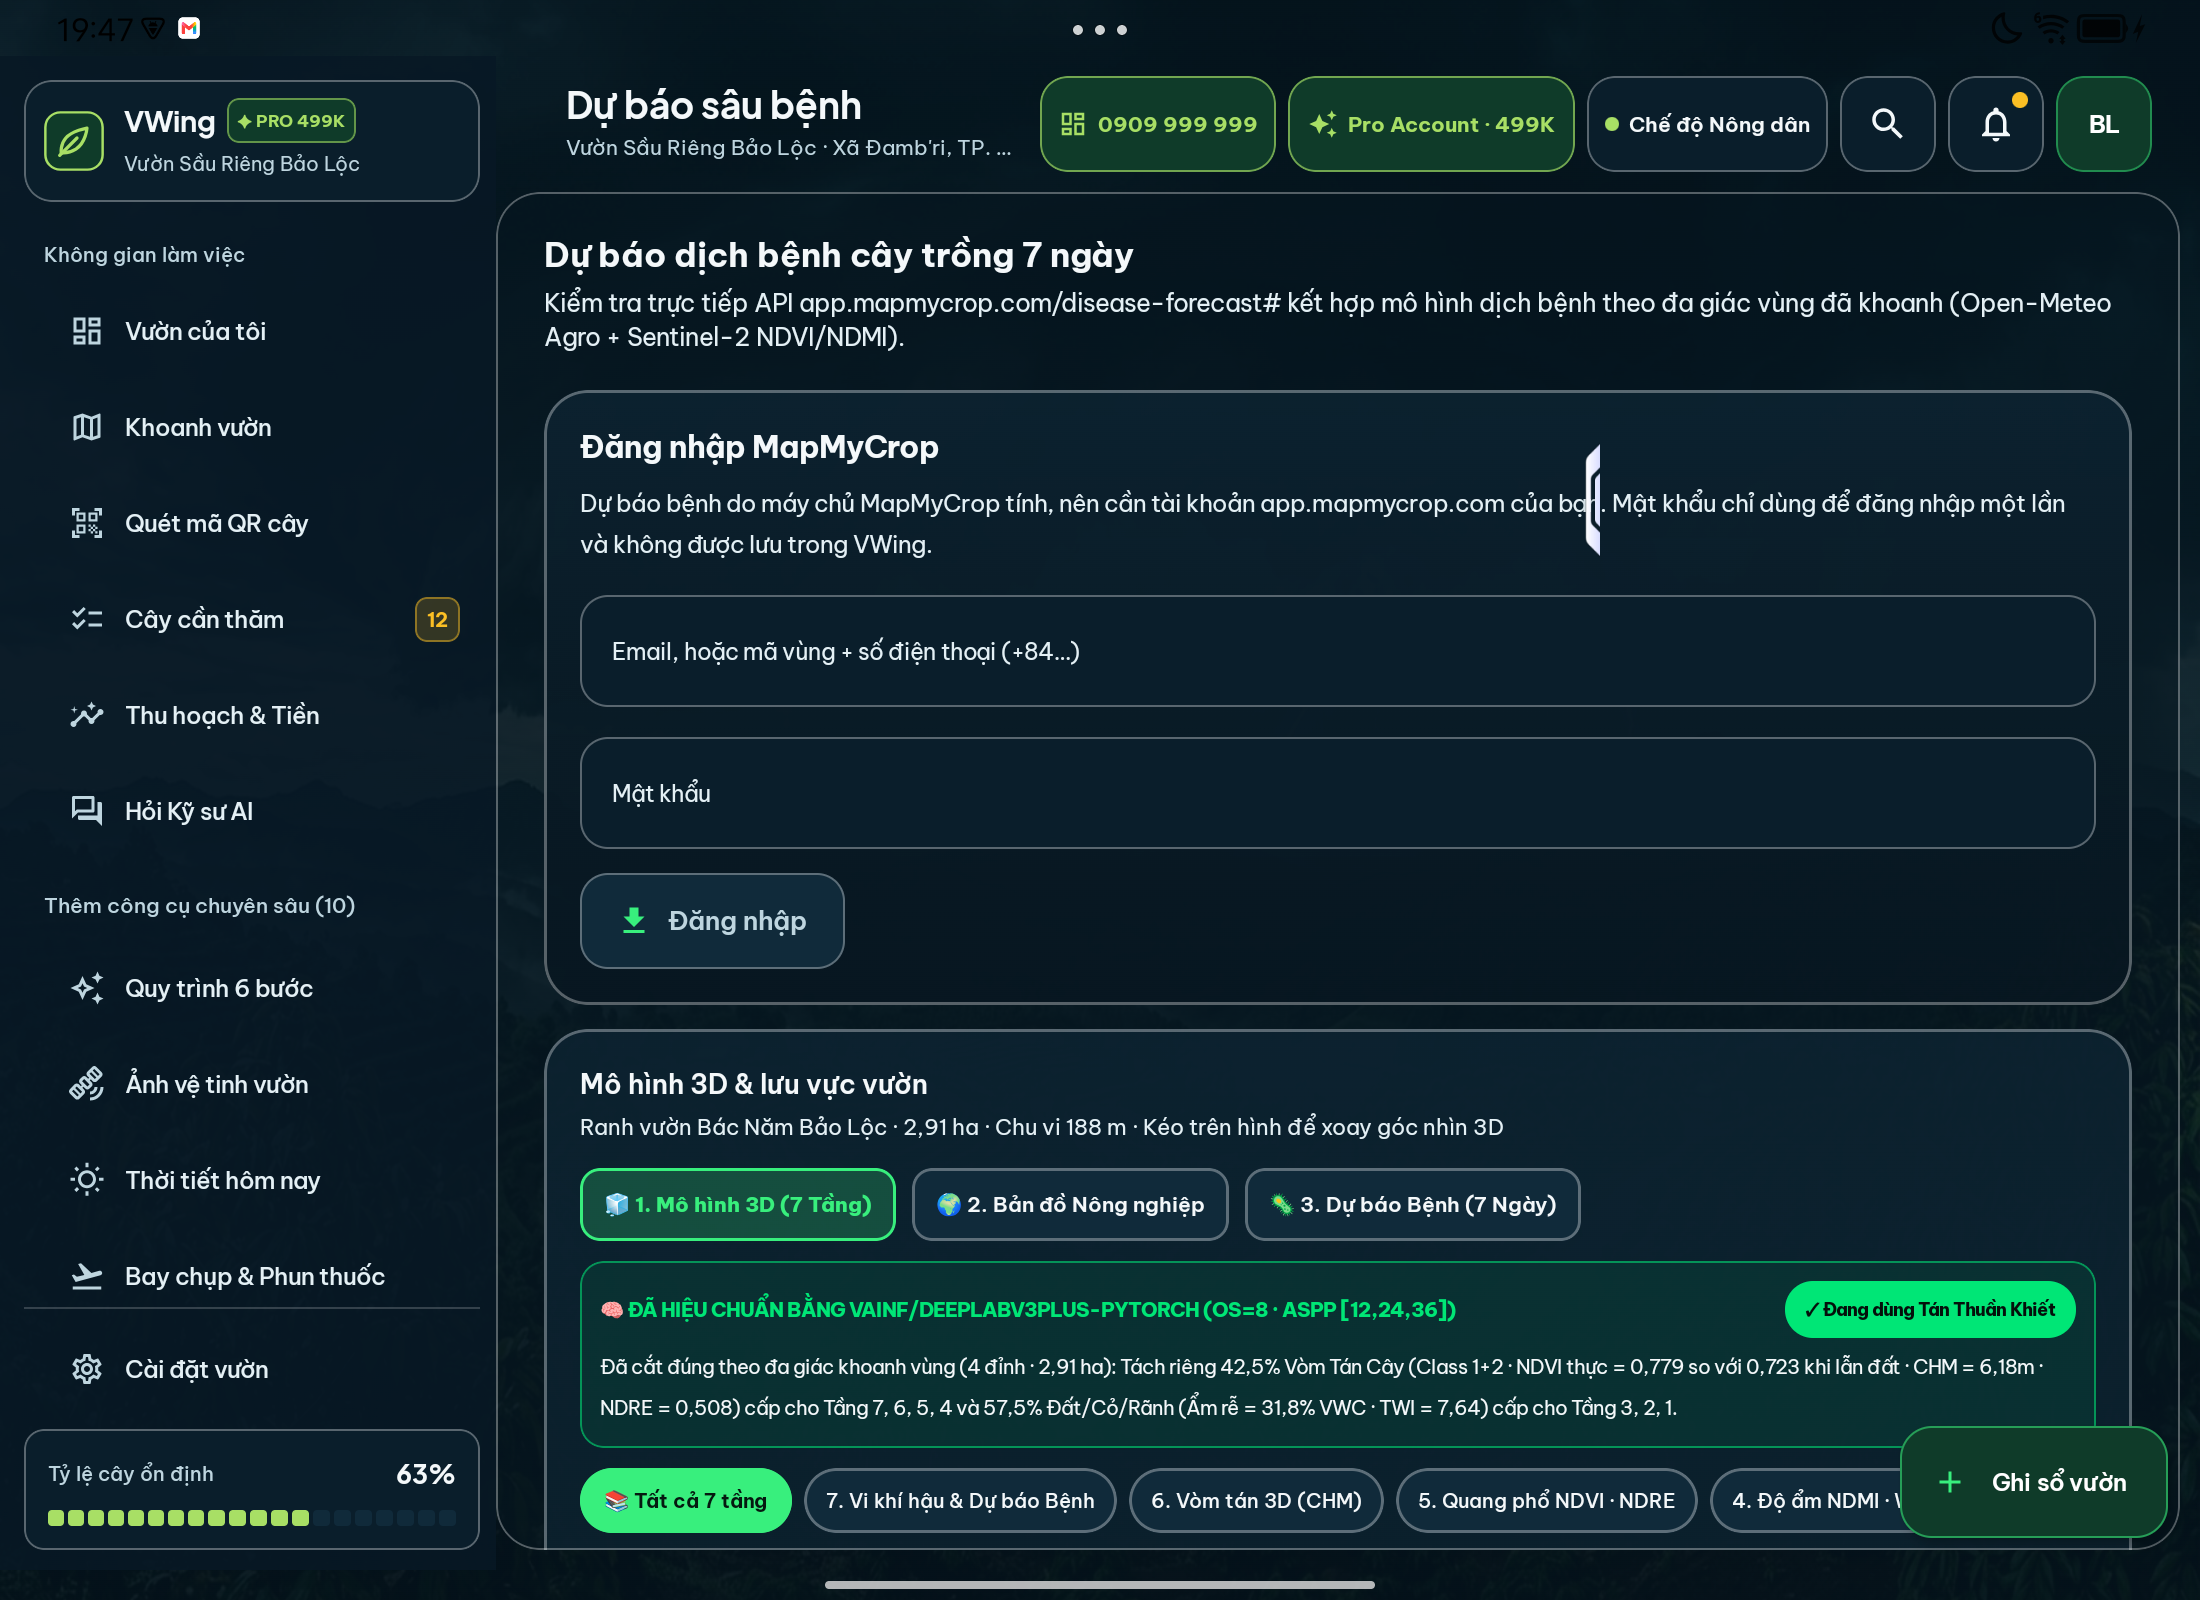 19:47
VWing
PRO 499K
Vườn Sầu Riêng Bảo Lộc
Không gian làm việc
Vườn của tôi
Khoanh vườn
Quét mã QR cây
Cây cần thăm
12
Thu hoạch & Tiền
Hỏi Kỹ sư AI
Thêm công cụ chuyên sâu (10)
Quy trình 6 bước
Ảnh vệ tinh vườn
Thời tiết hôm nay
Bay chụp & Phun thuốc
Cài đặt vườn
Tỷ lệ cây ổn định
63%
Dự báo sâu bệnh
Vườn Sầu Riêng Bảo Lộc · Xã Đamb'ri, TP. ...
0909 999 999
Pro Account · 499K
Chế độ Nông dân
BL
Dự báo dịch bệnh cây trồng 7 ngày
Kiểm tra trực tiếp API app.mapmycrop.com/disease-forecast# kết hợp mô hình dịch bệnh theo đa giác vùng đã khoanh (Open-Meteo
Agro + Sentinel-2 NDVI/NDMI).
Đăng nhập MapMyCrop
Dự báo bệnh do máy chủ MapMyCrop tính, nên cần tài khoản app.mapmycrop.com của bạn. Mật khẩu chỉ dùng để đăng nhập một lần
và không được lưu trong VWing.
Email, hoặc mã vùng + số điện thoại (+84...)
Mật khẩu
Đăng nhập
Mô hình 3D & lưu vực vườn
Ranh vườn Bác Năm Bảo Lộc · 2,91 ha · Chu vi 188 m · Kéo trên hình để xoay góc nhìn 3D
1. Mô hình 3D (7 Tầng)
2. Bản đồ Nông nghiệp
3. Dự báo Bệnh (7 Ngày)
ĐÃ HIỆU CHUẨN BẰNG VAINF/DEEPLABV3PLUS-PYTORCH (OS=8 · ASPP [12,24,36])
✓ Đang dùng Tán Thuần Khiết
Đã cắt đúng theo đa giác khoanh vùng (4 đỉnh · 2,91 ha): Tách riêng 42,5% Vòm Tán Cây (Class 1+2 · NDVI thực = 0,779 so với 0,723 khi lẫn đất · CHM = 6,18m ·
NDRE = 0,508) cấp cho Tầng 7, 6, 5, 4 và 57,5% Đất/Cỏ/Rãnh (Ẩm rễ = 31,8% VWC · TWI = 7,64) cấp cho Tầng 3, 2, 1.
Tất cả 7 tầng
7. Vi khí hậu & Dự báo Bệnh
6. Vòm tán 3D (CHM)
5. Quang phổ NDVI · NDRE
4. Độ ẩm NDMI ·
Ghi sổ vườn